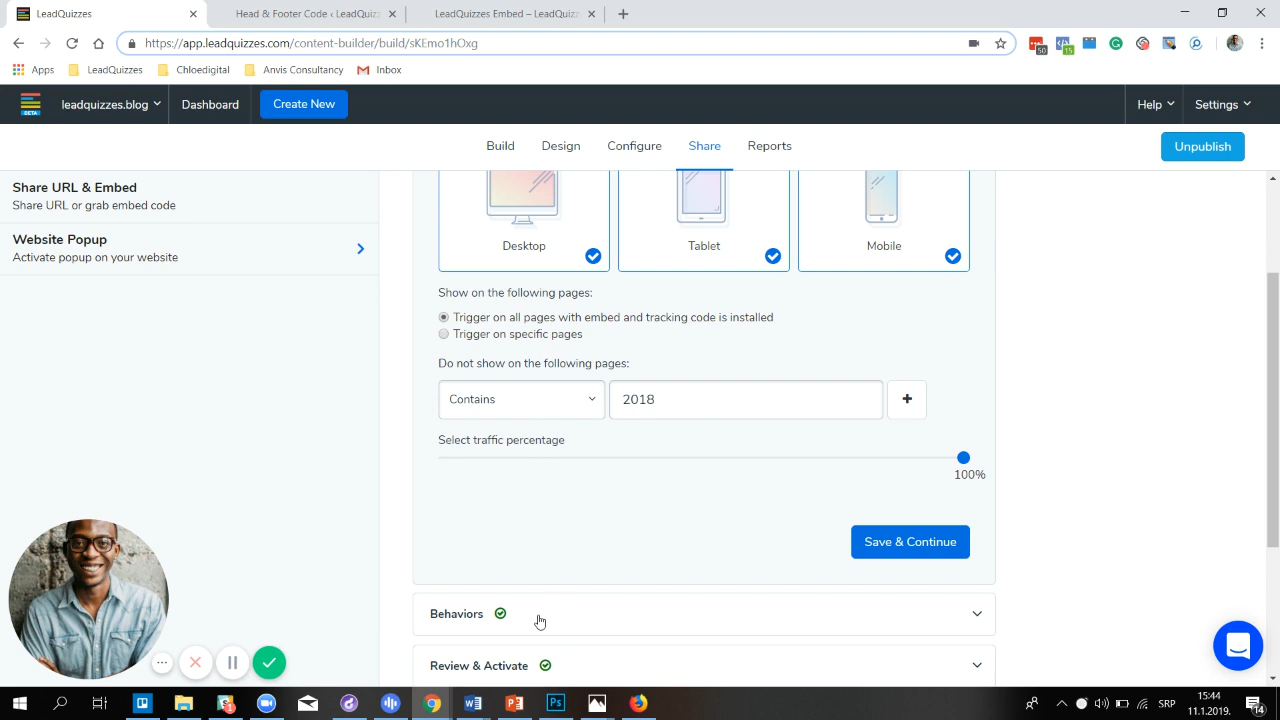 LeadQuizzes
Head & Footer Code ‹ LeadQuizz
LeadQuizzes Embed – LeadQuizz
https://app.leadquizzes.com/content-builder/build/sKEmo1hOxg
50
15
Apps
LeadQuizzes
Chloedigital
Anvis Consultancy
Inbox
BETA
leadquizzes.blog
Dashboard
Create New
Help
Settings
Build
Design
Configure
Share
Reports
Unpublish
Share URL & Embed
Share URL or grab embed code
Website Popup
Activate popup on your website
Desktop
Tablet
Mobile
Show on the following pages:
Trigger on all pages with embed and tracking code is installed
Trigger on specific pages
Do not show on the following pages:
Contains
2018
+
Select traffic percentage
100%
Save & Continue
Behaviors
Review & Activate
SRP
15:44
11.1.2019.
14